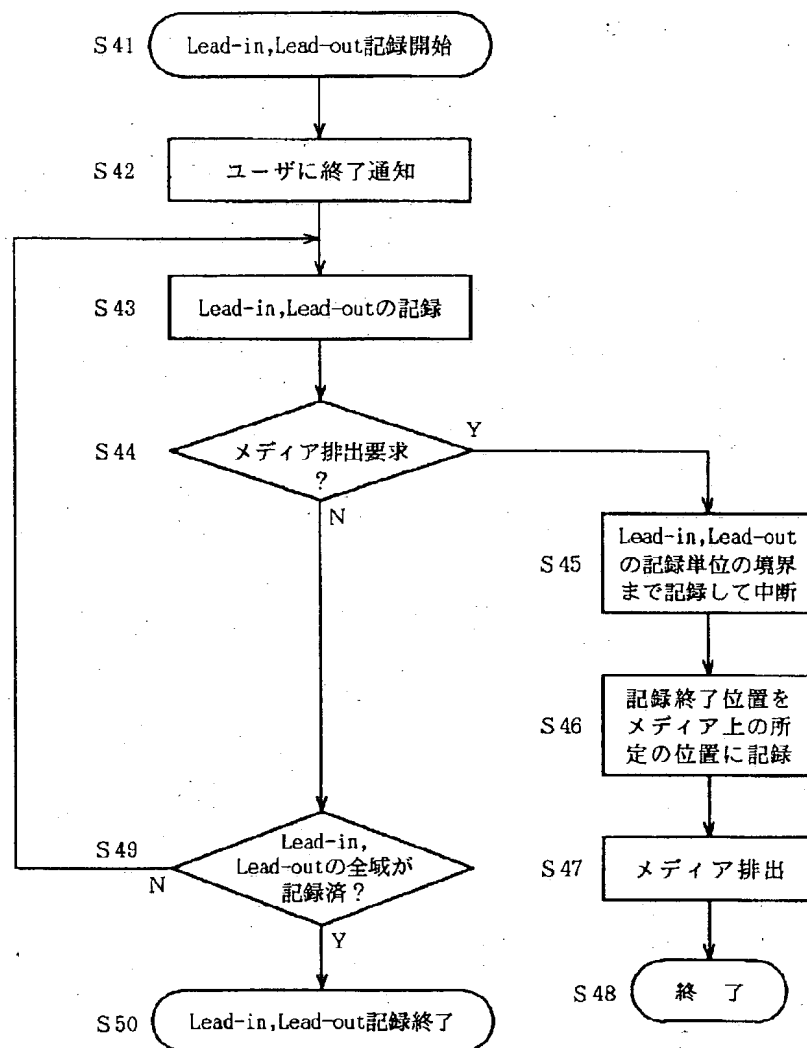 S41
Lead-in,Lead-out記録開始
S42
ユーザに終了通知
S43
Lead-in,Lead-outの記録
S44
メディア排出要求
?
Y
N
S45
Lead-in,Lead-out
の記録単位の境界
まで記録して中断
S46
記録終了位置を
メディア上の所
定の位置に記録
S49
Lead-in,
Lead-outの全域が
記録済?
N
Y
S47
メディア排出
S48
終 了
S50
Lead-in,Lead-out記録終了